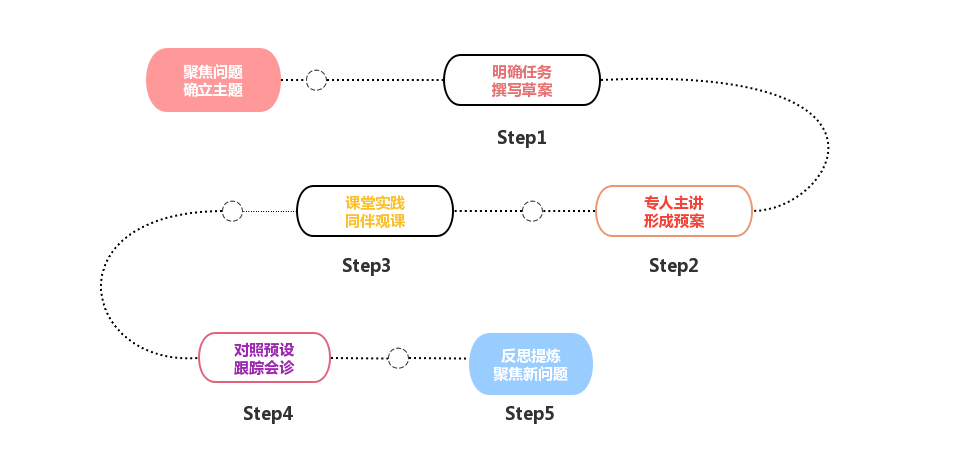 聚焦问题
确立主题
明确任务
撰写草案
Step1
专人主讲
形成预案
Step2
课堂实践
同伴观课
Step3
对照预设
跟踪会诊
Step4
反思提炼
聚焦新问题
Step5